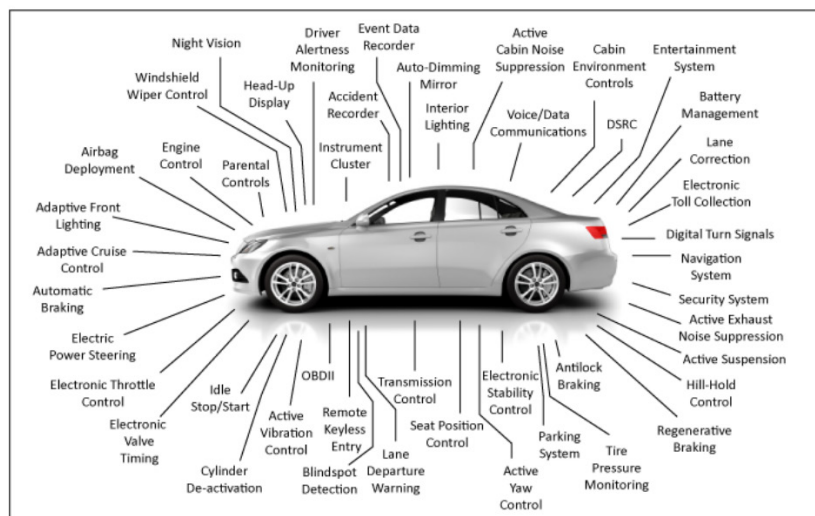 Night Vision
Windshield
Wiper Control
Head-Up
Display
Driver
Alertness
Monitoring
Event Data
Recorder
Accident
Recorder
Auto-Dimming
Mirror
Interior
Lighting
Active
Cabin Noise
Suppression
Voice/Data
Communications
Cabin
Environment
Controls
DSRC
Entertainment
System
Battery
Management
Lane
Correction
Electronic
Toll Collection
Digital Turn Signals
Navigation
System
Security System
Active Exhaust
Noise Suppression
Active Suspension
Hill-Hold
Control
Regenerative
Braking
Airbag
Deployment
Engine
Control
Parental
Controls
Instrument
Cluster
Adaptive Front
Lighting
Adaptive Cruise
Control
Automatic
Braking
Electric
Power Steering
Electronic Throttle
Control
Electronic
Valve
Timing
Idle
Stop/Start
Cylinder
De-activation
Active
Vibration
Control
OBDII
Remote
Keyless
Entry
Blindspot
Detection
Lane
Departure
Warning
Transmission
Control
Seat Position
Control
Electronic
Stability
Control
Active
Yaw
Control
Parking
System
Antilock
Braking
Tire
Pressure
Monitoring